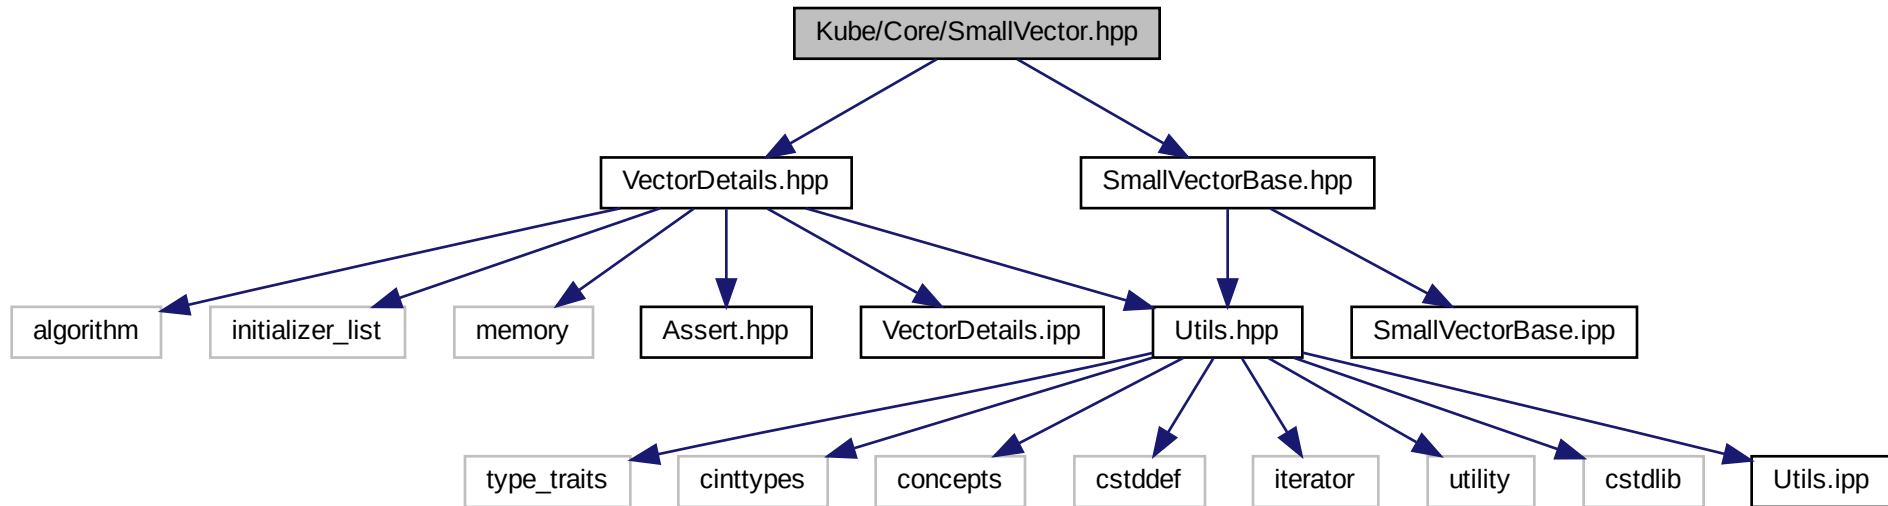 Kube/Core/SmallVector.hpp
VectorDetails.hpp
SmallVectorBase.hpp
algorithm
initializer_list
memory
Assert.hpp
VectorDetails.ipp
Utils.hpp
SmallVectorBase.ipp
type_traits
cinttypes
concepts
cstddef
iterator
utility
cstdlib
Utils.ipp